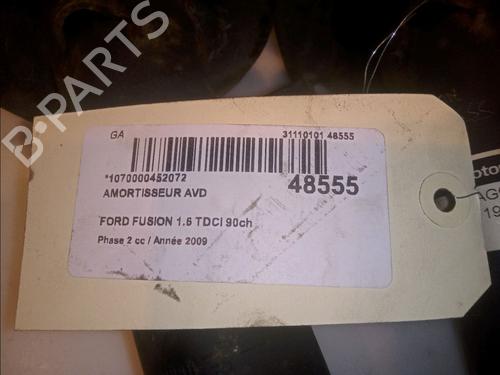 B-PARTS
GA
31110101 48555
*1070000452072
48555
AMORTISSEUR AVD
FORD FUSION 1.6 TDCI 90ch
Phase 2 cc / Année 2009